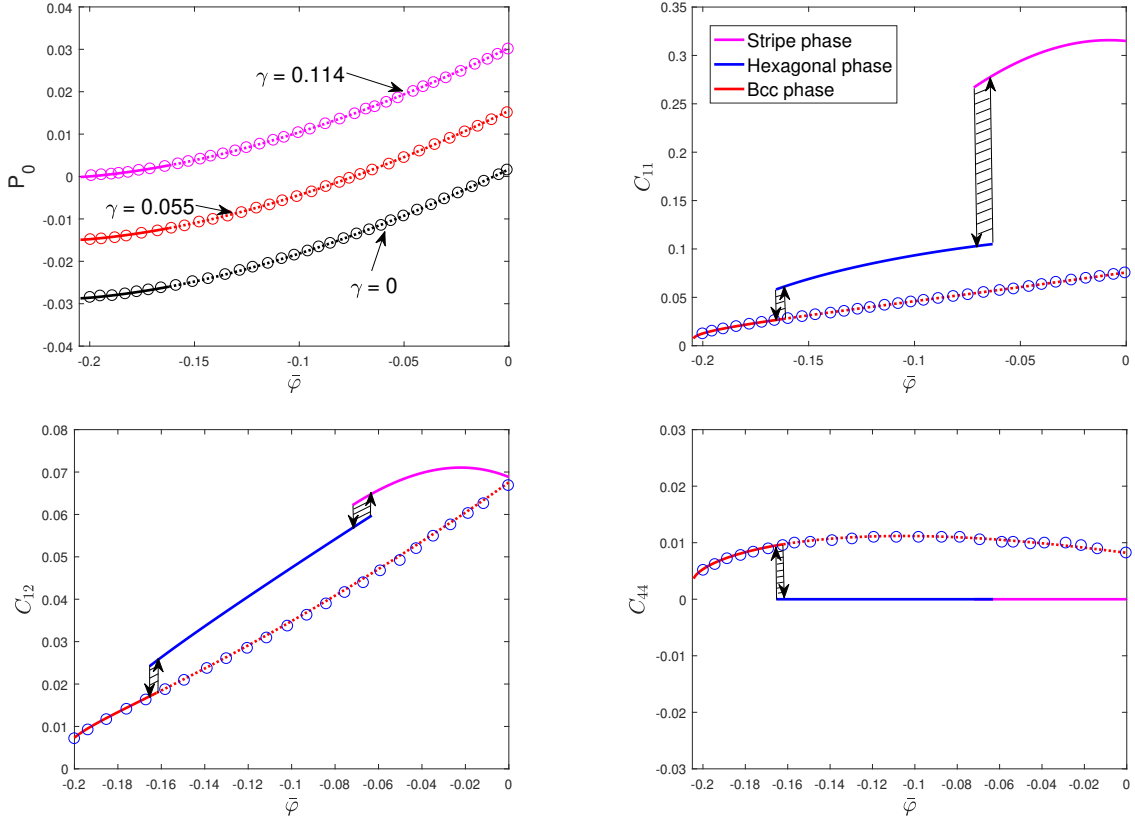 0.04
0.03
0.02
0.01
0
-0.01
-0.02
-0.03
-0.04
P0
γ = 0.114
γ = 0.055
γ = 0
-0.2 -0.15 -0.1 -0.05 0
φ̄
0.35
0.3
0.25
0.2
0.15
0.1
0.05
0
C11
Stripe phase
Hexagonal phase
Bcc phase
-0.2 -0.15 -0.1 -0.05 0
φ̄
0.08
0.07
0.06
0.05
0.04
0.03
0.02
0.01
0
C12
-0.2 -0.18 -0.16 -0.14 -0.12 -0.1 -0.08 -0.06 -0.04 -0.02 0
φ̄
0.03
0.02
0.01
0
-0.01
-0.02
-0.03
C44
-0.2 -0.18 -0.16 -0.14 -0.12 -0.1 -0.08 -0.06 -0.04 -0.02 0
φ̄